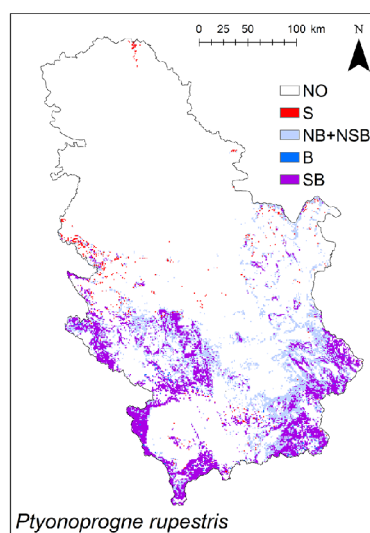 0 25 50 100 km
N
NO
S
NB+NSB
B
SB
Ptyonoprogne rupestris